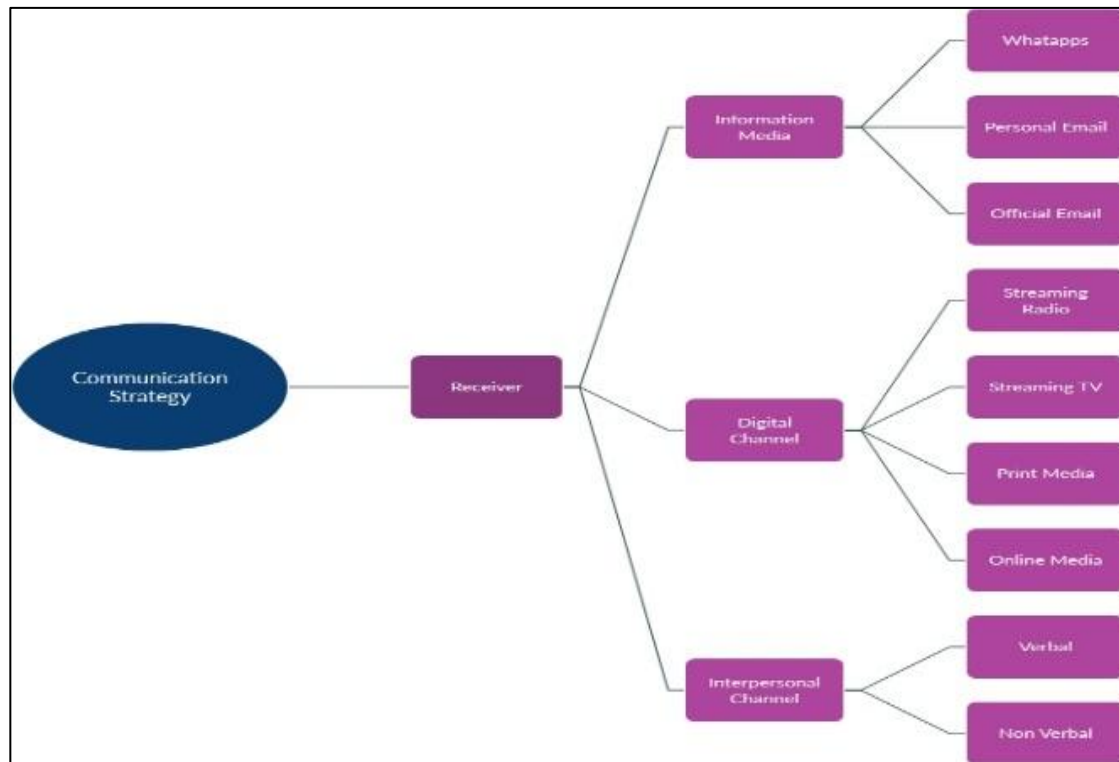 Communication
Strategy
Receiver
Information
Media
Whatapps
Personal Email
Official Email
Digital
Channel
Streaming
Radio
Streaming TV
Print Media
Online Media
Interpersonal
Channel
Verbal
Non Verbal